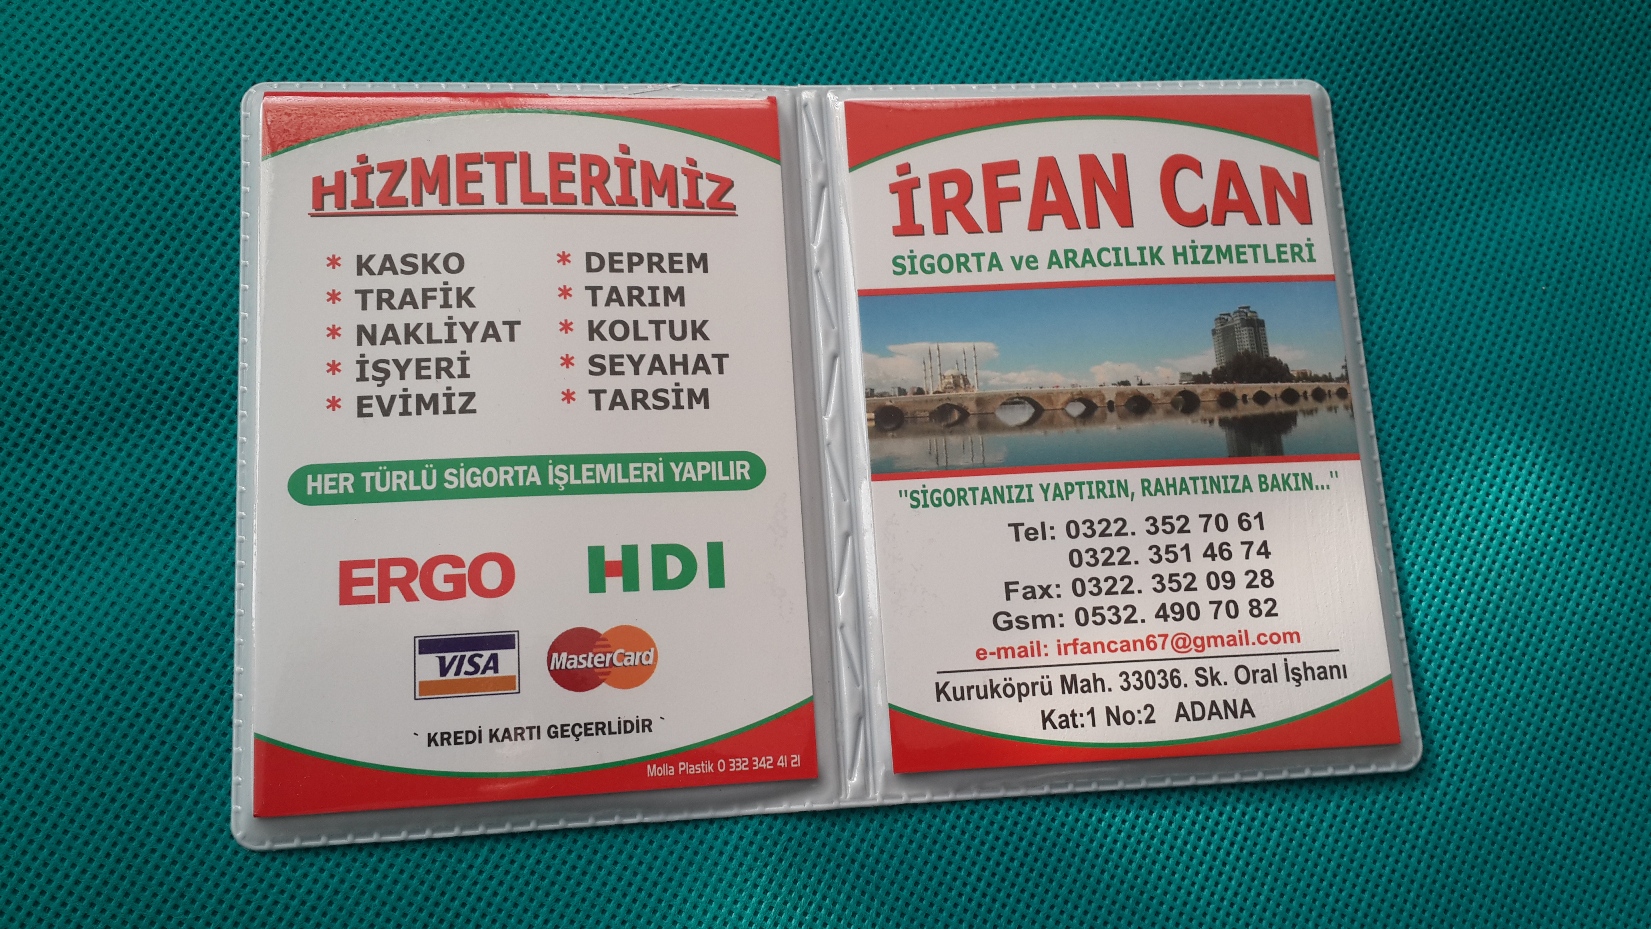 HİZMETLERİMİZ
* KASKO
* TRAFİK
* NAKLİYAT
* İŞYERİ
* EVİMİZ
* DEPREM
* TARIM
* KOLTUK
* SEYAHAT
* TARSİM
HER TÜRLÜ SİGORTA İŞLEMLERİ YAPILIR
ERGO
HDI
VISA
MasterCard
` KREDİ KARTI GEÇERLİDİR `
Molla Plastik 0 332 342 41 21
İRFAN CAN
SİGORTA ve ARACILIK HİZMETLERİ
"SİGORTANIZI YAPTIRIN, RAHATINIZA BAKIN..."
Tel: 0322. 352 70 61
0322. 351 46 74
Fax: 0322. 352 09 28
Gsm: 0532. 490 70 82
e-mail: irfancan67@gmail.com
Kuruköprü Mah. 33036. Sk. Oral İşhanı
Kat:1 No:2 ADANA